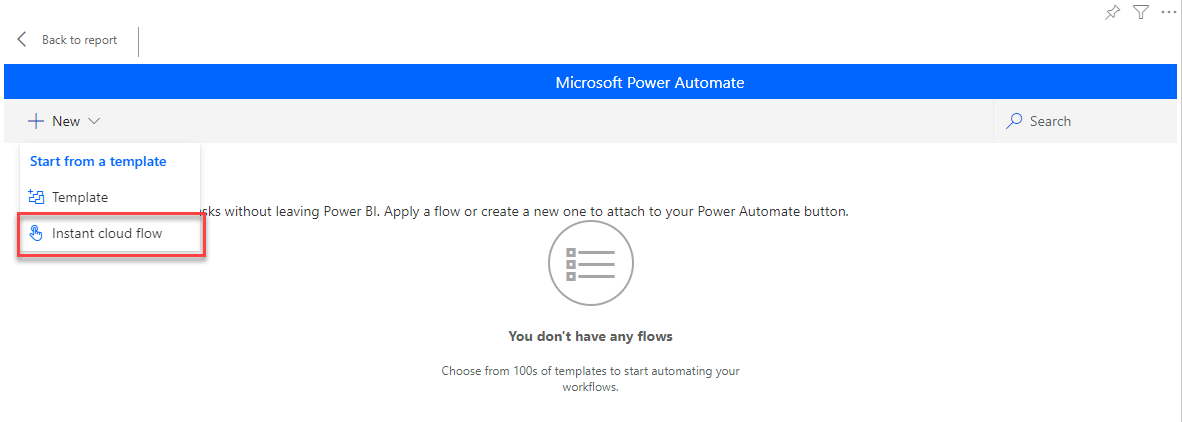 Back to report
Microsoft Power Automate
New
Search
Start from a template
Template
without leaving Power BI. Apply a flow or create a new one to attach to your Power Automate button.
Instant cloud flow
You don't have any flows
Choose from 100s of templates to start automating your
workflows.